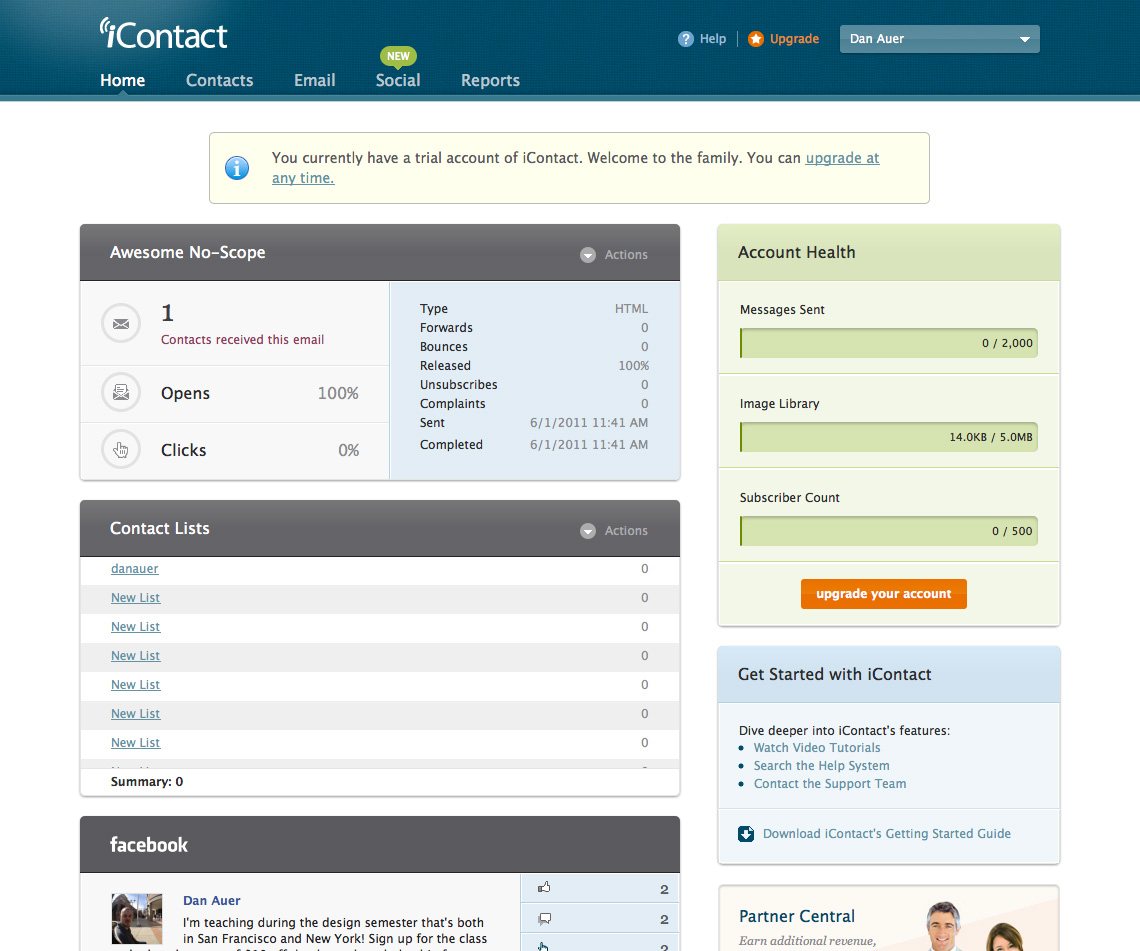 iContact
Help
Upgrade
Dan Auer
NEW
Home
Contacts
Email
Social
Reports
You currently have a trial account of iContact. Welcome to the family. You can upgrade at
any time.
Awesome No-Scope
Actions
1
Contacts received this email
Opens 100%
Clicks 0%
Type HTML
Forwards 0
Bounces 0
Released 100%
Unsubscribes 0
Complaints 0
Sent 6/1/2011 11:41 AM
Completed 6/1/2011 11:41 AM
Contact Lists
Actions
danauer 0
New List 0
New List 0
New List 0
New List 0
New List 0
New List 0
Summary: 0
facebook
Dan Auer
I'm teaching during the design semester that's both
in San Francisco and New York! Sign up for the class
2
2
Account Health
Messages Sent
0 / 2,000
Image Library
14.0KB / 5.0MB
Subscriber Count
0 / 500
upgrade your account
Get Started with iContact
Dive deeper into iContact's features:
Watch Video Tutorials
Search the Help System
Contact the Support Team
Download iContact's Getting Started Guide
Partner Central
Earn additional revenue,